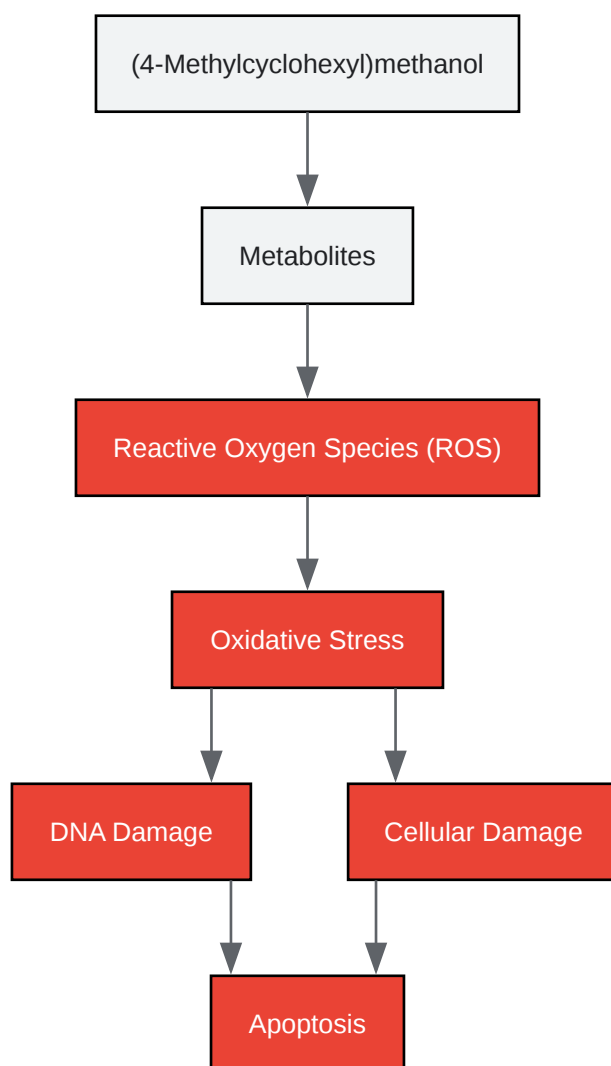 (4-Methylcyclohexyl)methanol
Metabolites
Reactive Oxygen Species (ROS)
Oxidative Stress
DNA Damage
Cellular Damage
Apoptosis